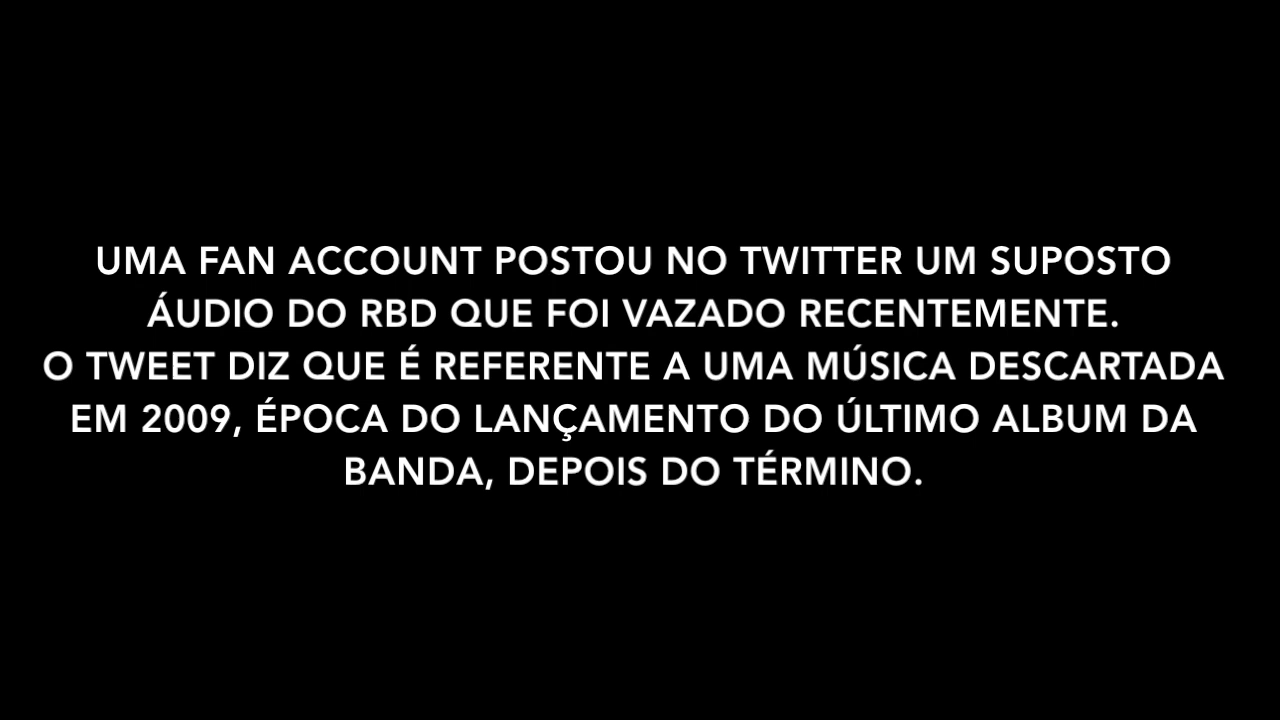 UMA FAN ACCOUNT POSTOU NO TWITTER UM SUPOSTO
ÁUDIO DO RBD QUE FOI VAZADO RECENTEMENTE.
O TWEET DIZ QUE É REFERENTE A UMA MÚSICA DESCARTADA
EM 2009, ÉPOCA DO LANÇAMENTO DO ÚLTIMO ALBUM DA
BANDA, DEPOIS DO TÉRMINO.